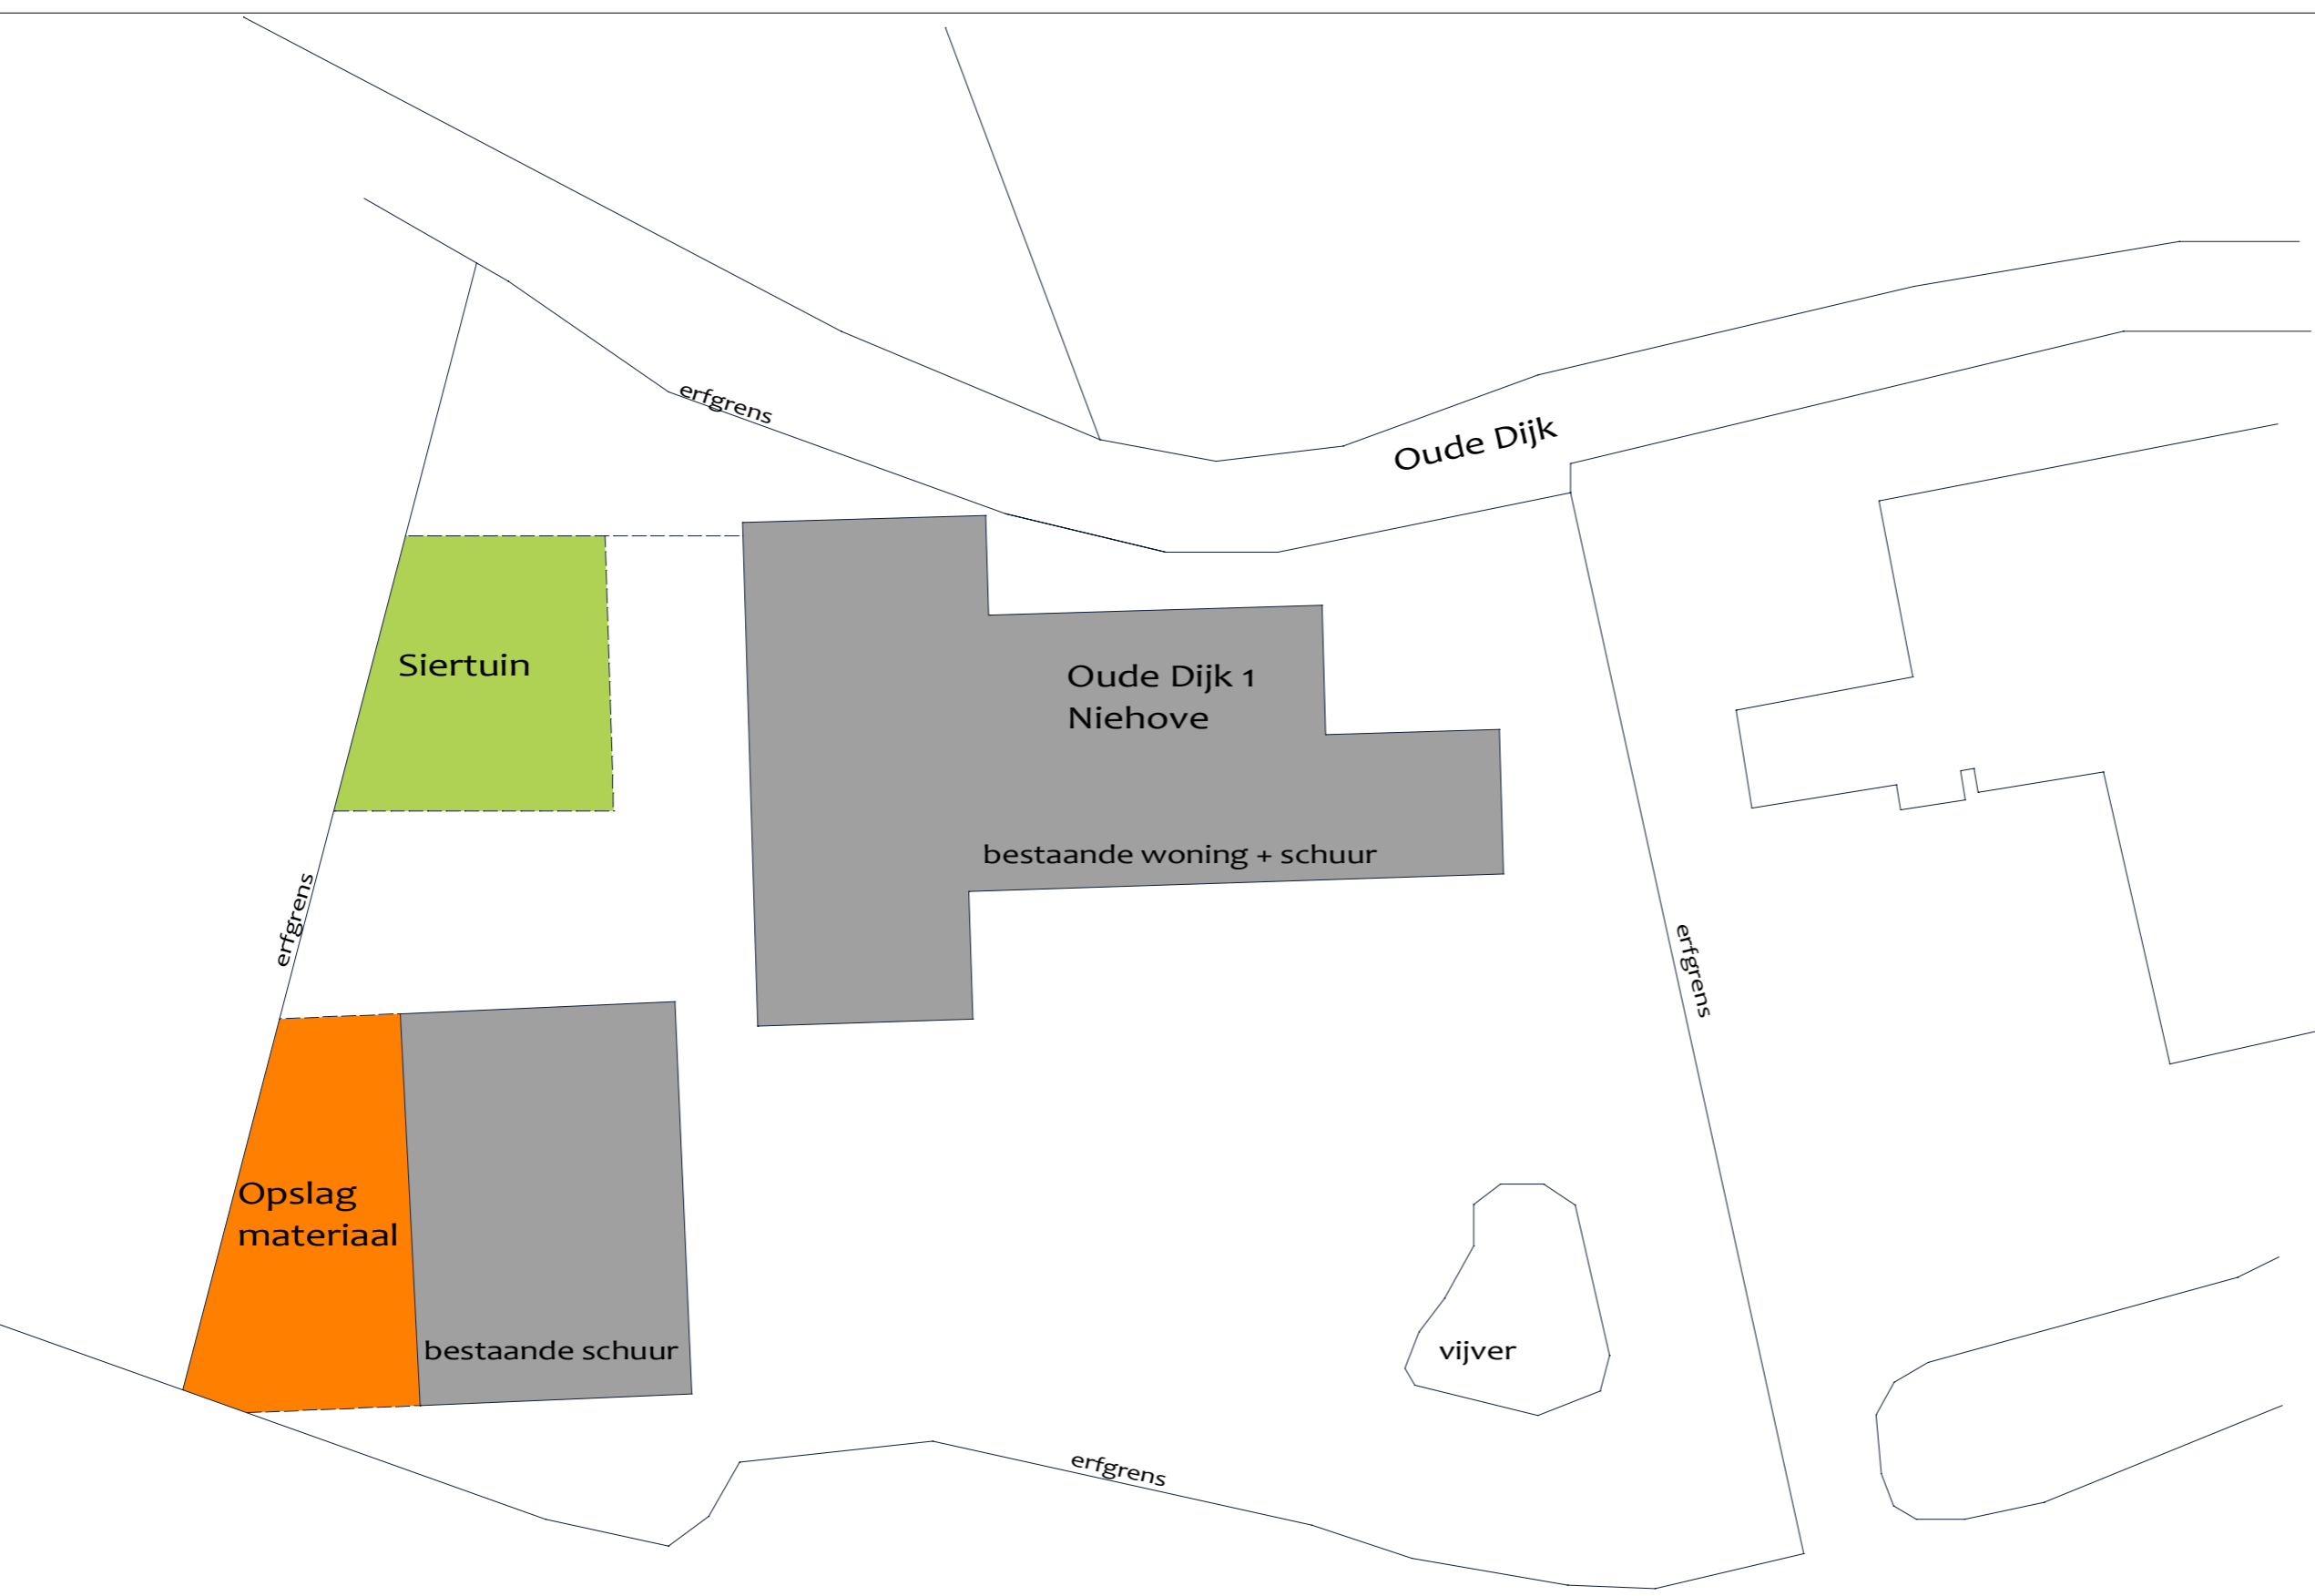 erfgrens
Oude Dijk
Siertuin
Oude Dijk 1
Niehove
bestaande woning + schuur
erfgrens
erfgrens
Opslag
materiaal
bestaande schuur
vijver
erfgrens